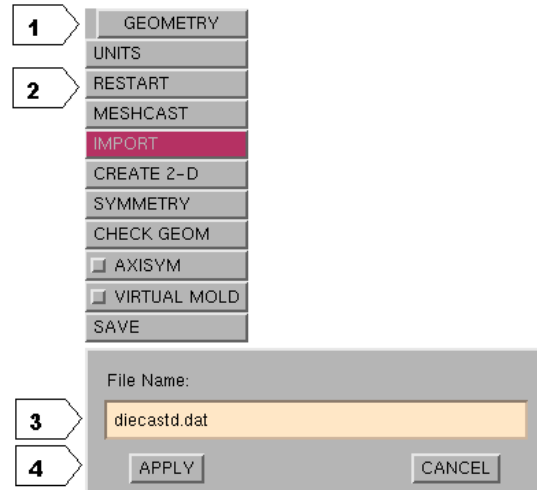 1 GEOMETRY
UNITS
2 RESTART
MESHCAST
IMPORT
CREATE 2-D
SYMMETRY
CHECK GEOM
AXISYM
VIRTUAL MOLD
SAVE
File Name:
3 diecastd.dat
4 APPLY CANCEL